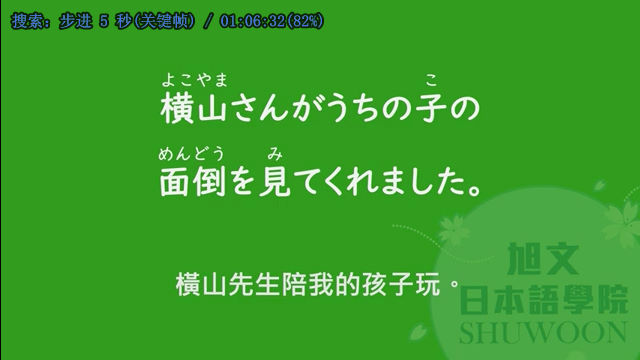 搜索: 步进 5 秒(关键帧) / 01:06:32(82%)
よこやま こ
横山さんがうちの子の
めんどう み
面倒を見てくれました。
橫山先生陪我的孩子玩。
旭文
日本語學院
SHUWOON